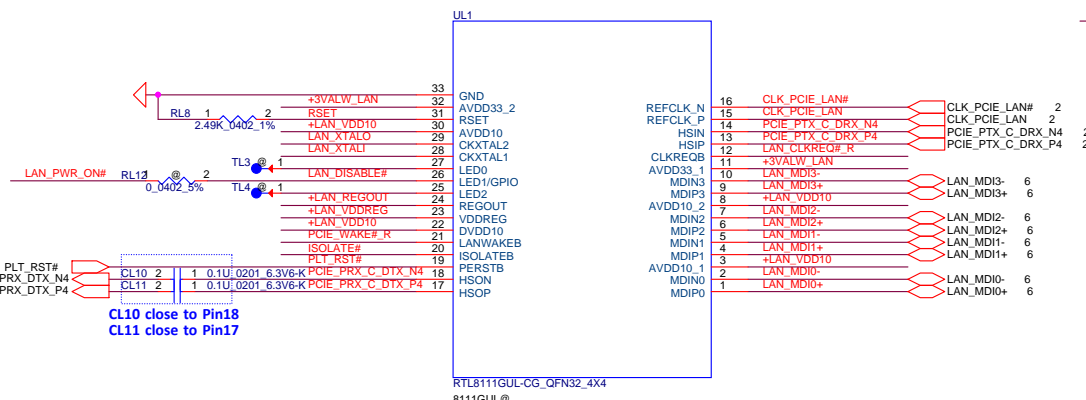 UL1
33 GND
+3VALW_LAN 32 AVDD33_2
RL8 1 2 RSET 31 RSET
2.49K_0402_1%
+LAN_VDD10 30 AVDD10
LAN_XTALO 29 CKXTAL2
LAN_XTALI 28 CKXTAL1
TL3 @ 1 27 LED0
LAN_PWR_ON# RL12 1 @ 2 LAN_DISABLE# 26 LED1/GPIO
0_0402_5%
TL4 @ 1 25 LED2
+LAN_REGOUT 24 REGOUT
+LAN_VDDREG 23 VDDREG
+LAN_VDD10 22 DVDD10
PCIE_WAKE#_R 21 LANWAKEB
ISOLATE# 20 ISOLATEB
PLT_RST# PLT_RST# 19 PERSTB
PRX_DTX_N4 CL10 2 1 0.1U_0201_6.3V6-K PCIE_PRX_C_DTX_N4 18 HSON
PRX_DTX_P4 CL11 2 1 0.1U_0201_6.3V6-K PCIE_PRX_C_DTX_P4 17 HSOP
CL10 close to Pin18
CL11 close to Pin17
REFCLK_N 16 CLK_PCIE_LAN# CLK_PCIE_LAN# 2
REFCLK_P 15 CLK_PCIE_LAN CLK_PCIE_LAN 2
HSIN 14 PCIE_PTX_C_DRX_N4 PCIE_PTX_C_DRX_N4 2
HSIP 13 PCIE_PTX_C_DRX_P4 PCIE_PTX_C_DRX_P4 2
CLKREQB 12 LAN_CLKREQ#_R
AVDD33_1 11 +3VALW_LAN
MDIN3 10 LAN_MDI3- LAN_MDI3- 6
MDIP3 9 LAN_MDI3+ LAN_MDI3+ 6
AVDD10_2 8 +LAN_VDD10
MDIN2 7 LAN_MDI2- LAN_MDI2- 6
MDIP2 6 LAN_MDI2+ LAN_MDI2+ 6
MDIN1 5 LAN_MDI1- LAN_MDI1- 6
MDIP1 4 LAN_MDI1+ LAN_MDI1+ 6
AVDD10_1 3 +LAN_VDD10
MDIN0 2 LAN_MDI0- LAN_MDI0- 6
MDIP0 1 LAN_MDI0+ LAN_MDI0+ 6
RTL8111GUL-CG_QFN32_4X4
8111GUL@